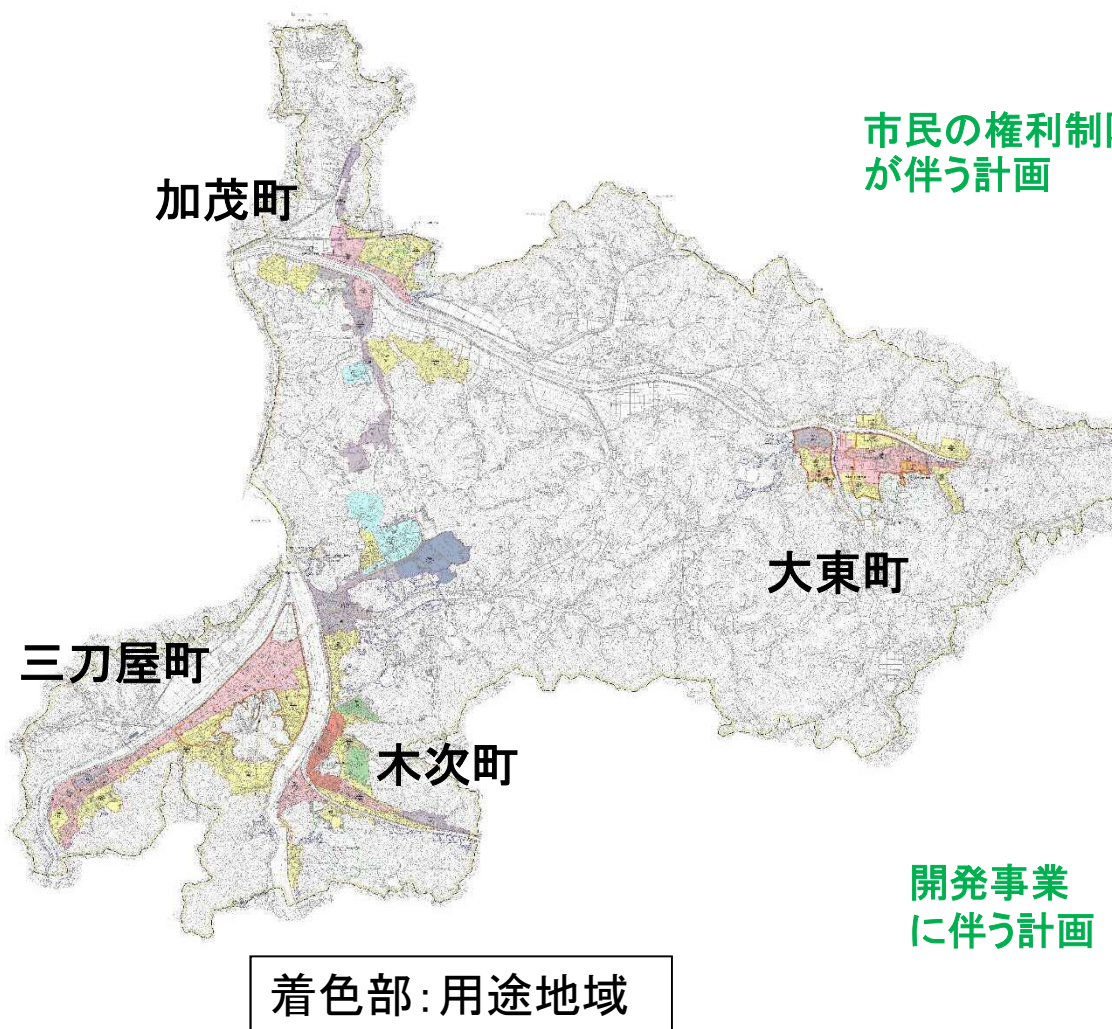 市民の権利制
が伴う計画
加茂町
大東町
三刀屋町
木次町
開発事業
に伴う計画
着色部：用途地域